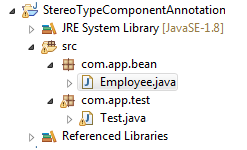 StereoTypeComponentAnnotation
JRE System Library [JavaSE-1.8]
src
com.app.bean
Employee.java
com.app.test
Test.java
Referenced Libraries